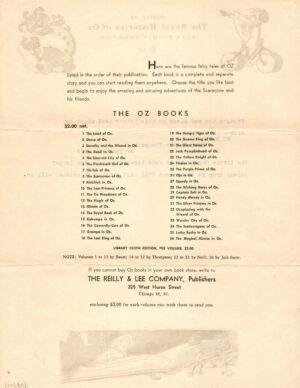 Here are the famous fairy tales of OZ
listed in the order of their publication. Each book is a complete and separate
story and you can start reading them anywhere. Choose the title you like best
and begin to enjoy the amazing and amusing adventures of the Scarecrow and
his friends.
THE OZ BOOKS
$2.00 net.
1 The Land of Oz.
2 Ozma of Oz.
3 Dorothy and the Wizard in Oz.
4 The Road to Oz.
5 The Emerald City of Oz.
6 The Patchwork Girl of Oz.
7 Tik-Tok of Oz.
8 The Scarecrow of Oz.
9 Rinkitink in Oz.
10 The Lost Princess of Oz.
11 The Tin Woodman of Oz.
12 The Magic of Oz.
13 Glinda of Oz.
14 The Royal Book of Oz.
15 Kabumpo in Oz.
16 The Cowardly Lion of Oz.
17 Grampa in Oz.
18 The Lost King of Oz.
19 The Hungry Tiger of Oz.
20 The Gnome King of Oz.
21 The Giant Horse of Oz.
22 Jack Pumpkinhead of Oz.
23 The Yellow Knight of Oz.
24 Pirates in Oz.
25 The Purple Prince of Oz.
26 Ojo in Oz.
27 Speedy in Oz.
28 The Wishing Horse of Oz.
29 Captain Salt in Oz.
30 Handy Mandy in Oz.
31 The Silver Princess in Oz.
32 Ozoplaning with the Wizard of Oz.
33 Wonder City of Oz.
34 The Scalawagons of Oz.
35 Lucky Bucky in Oz.
36 The Magical Mimics in Oz.
LIBRARY CLOTH EDITION, PER VOLUME, $2.00
NOTE: Volumes 1 to 13 by Baum; 14 to 32 by Thompson; 33 to 35 by Neill. 36 by Jack Snow.
If you cannot buy Oz books in your own book store, write to
THE REILLY & LEE COMPANY, Publishers
325 West Huron Street
Chicago 10, Ill.
enclosing $2.00 for each volume you wish them to send you.